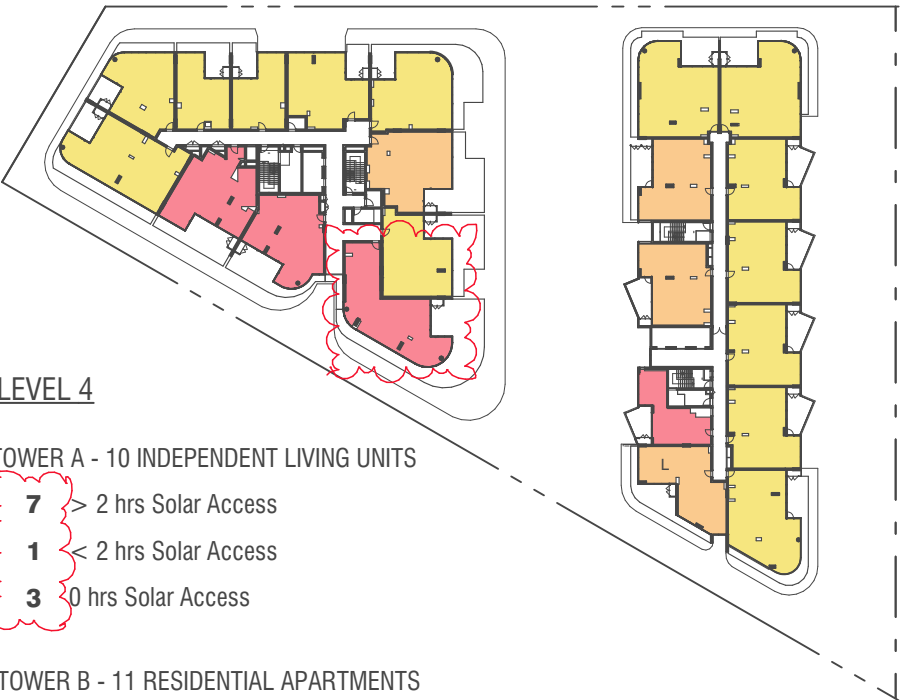 L
LEVEL 4
TOWER A - 10 INDEPENDENT LIVING UNITS
7 > 2 hrs Solar Access
1 < 2 hrs Solar Access
3 0 hrs Solar Access
TOWER B - 11 RESIDENTIAL APARTMENTS